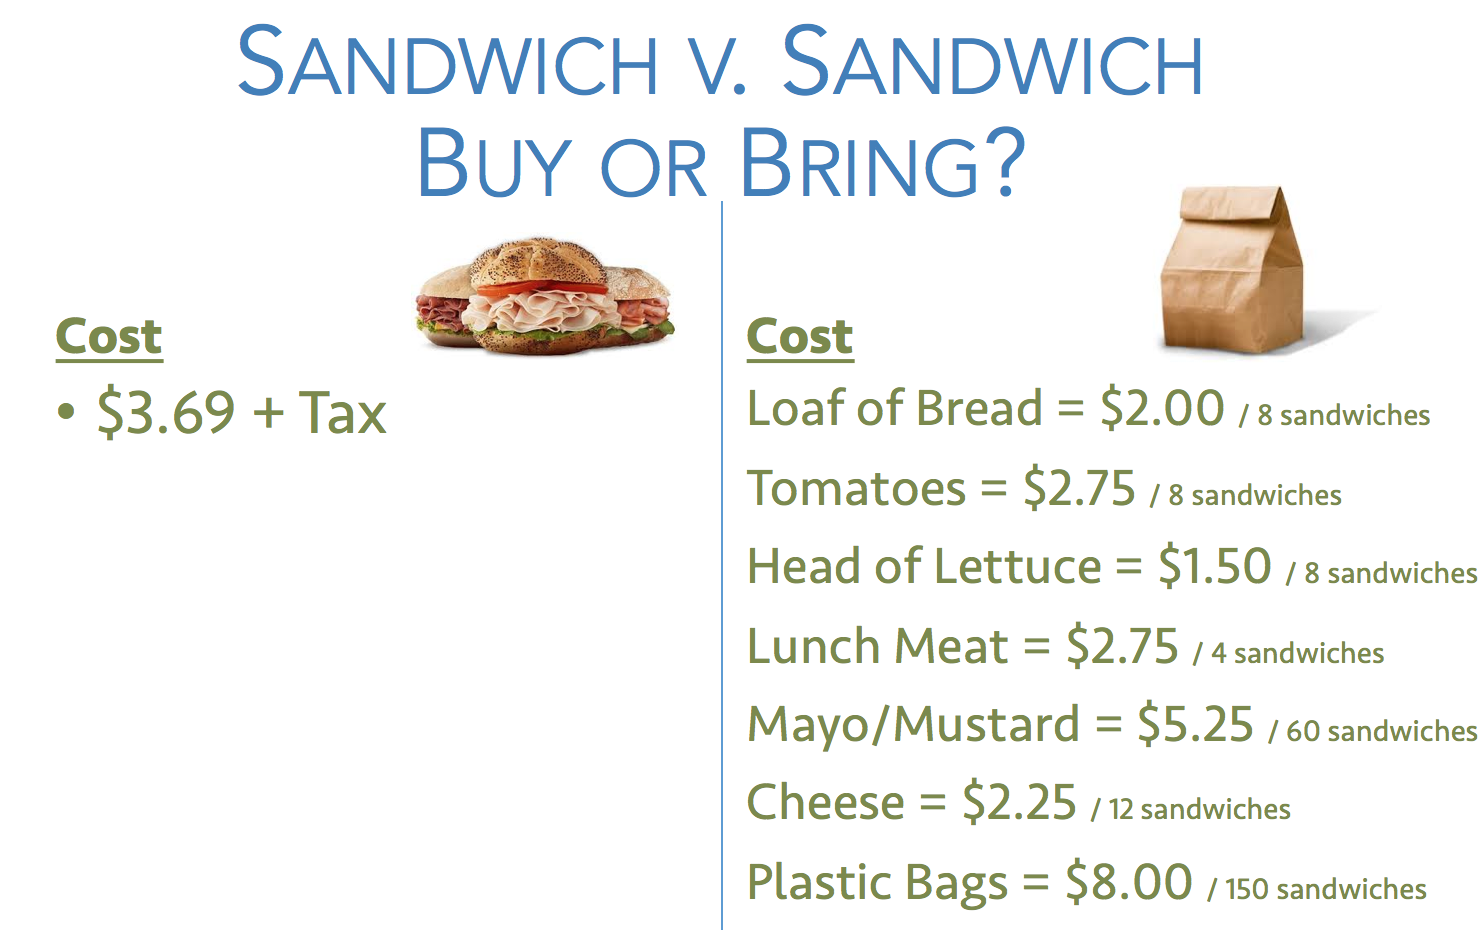 SANDWICH V. SANDWICH
BUY OR BRING?
Cost
• $3.69 + Tax
Cost
Loaf of Bread = $2.00 / 8 sandwiches
Tomatoes = $2.75 / 8 sandwiches
Head of Lettuce = $1.50 / 8 sandwiches
Lunch Meat = $2.75 / 4 sandwiches
Mayo/Mustard = $5.25 / 60 sandwiches
Cheese = $2.25 / 12 sandwiches
Plastic Bags = $8.00 / 150 sandwiches